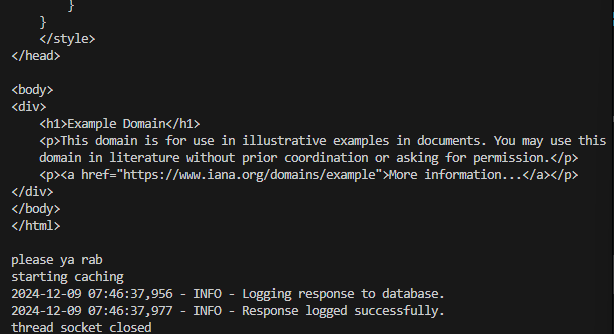 }
    }
    </style>
</head>
<body>
<div>
    <h1>Example Domain</h1>
    <p>This domain is for use in illustrative examples in documents. You may use this
    domain in literature without prior coordination or asking for permission.</p>
    <p><a href="https://www.iana.org/domains/example">More information...</a></p>
</div>
</body>
</html>
please ya rab
starting caching
2024-12-09 07:46:37,956 - INFO - Logging response to database.
2024-12-09 07:46:37,977 - INFO - Response logged successfully.
thread socket closed